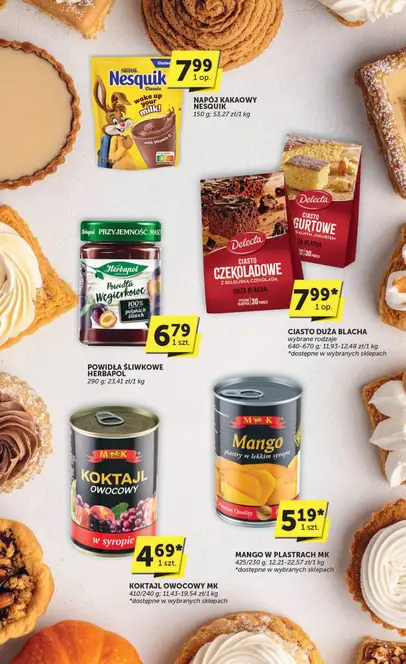 Nestlé
Nesquik
Classic
wake up
your
milk!
7 99
1 op.
NAPÓJ KAKAOWY
NESQUIK
150 g; 53,27 zł/1 kg
Delecta
CIASTO
JOGURTOWE
DUŻA BLACHA
Delecta
CIASTO
CZEKOLADOWE
Z BELGIJSKĄ CZEKOLADĄ
DUŻA BLACHA
30
7 99*
1 op.
CIASTO DUŻA BLACHA
wybrane rodzaje
640-670 g; 11,93-12,48 zł/1 kg
*dostępne w wybranych sklepach
PRZYJEMNOŚĆ
Herbapol
Powidła
Węgierkowe
100%
polskich
śliwek
6 79
1 szt.
POWIDŁA ŚLIWKOWE
HERBAPOL
290 g; 23,41 zł/1 kg
M K
KOKTAJL
OWOCOWY
w syropie
4 69*
1 szt.
KOKTAJL OWOCOWY MK
410/240 g; 11,43-19,54 zł/1 kg
*dostępne w wybranych sklepach
M K
Mango
plastry w lekkim syropie
Premium Quality
5 19*
1 szt.
MANGO W PLASTRACH MK
425/230 g; 12,21-22,57 zł/1 kg
*dostępne w wybranych sklepach